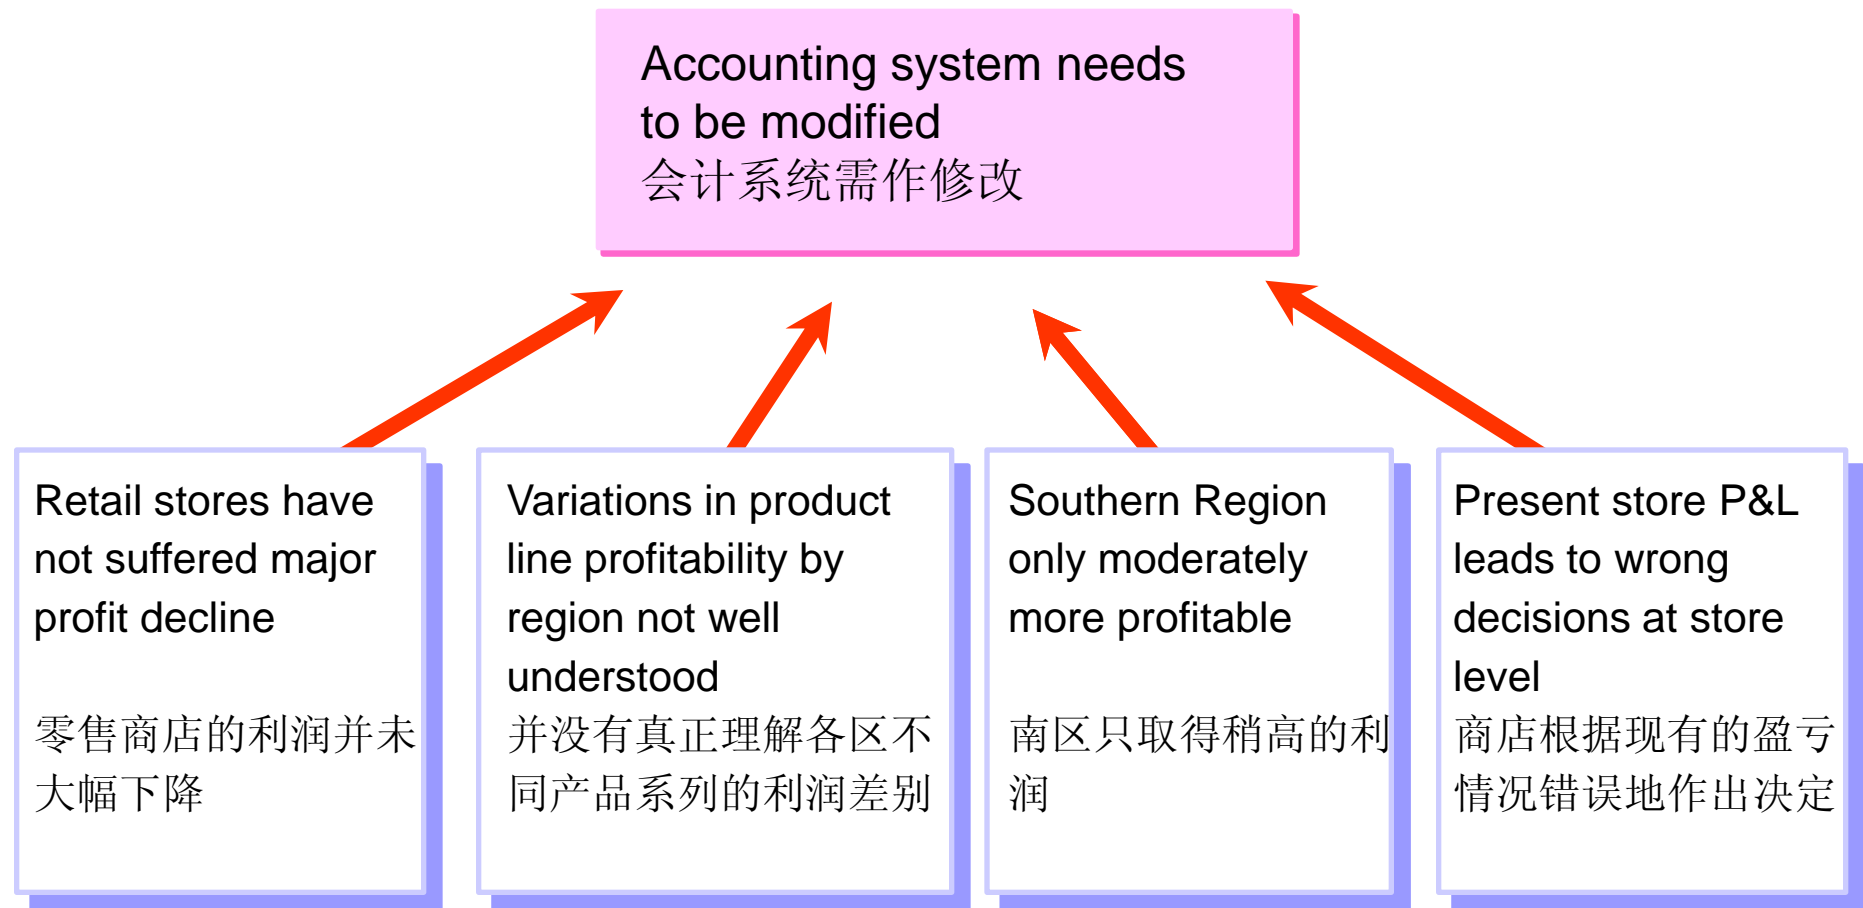 Accounting system needs
to be modified
会计系统需作修改
Retail stores have
not suffered major
profit decline
零售商店的利润并未
大幅下降
Variations in product
line profitability by
region not well
understood
并没有真正理解各区不
同产品系列的利润差别
Southern Region
only moderately
more profitable
南区只取得稍高的利
润
Present store P&L
leads to wrong
decisions at store
level
商店根据现有的盈亏
情况错误地作出决定